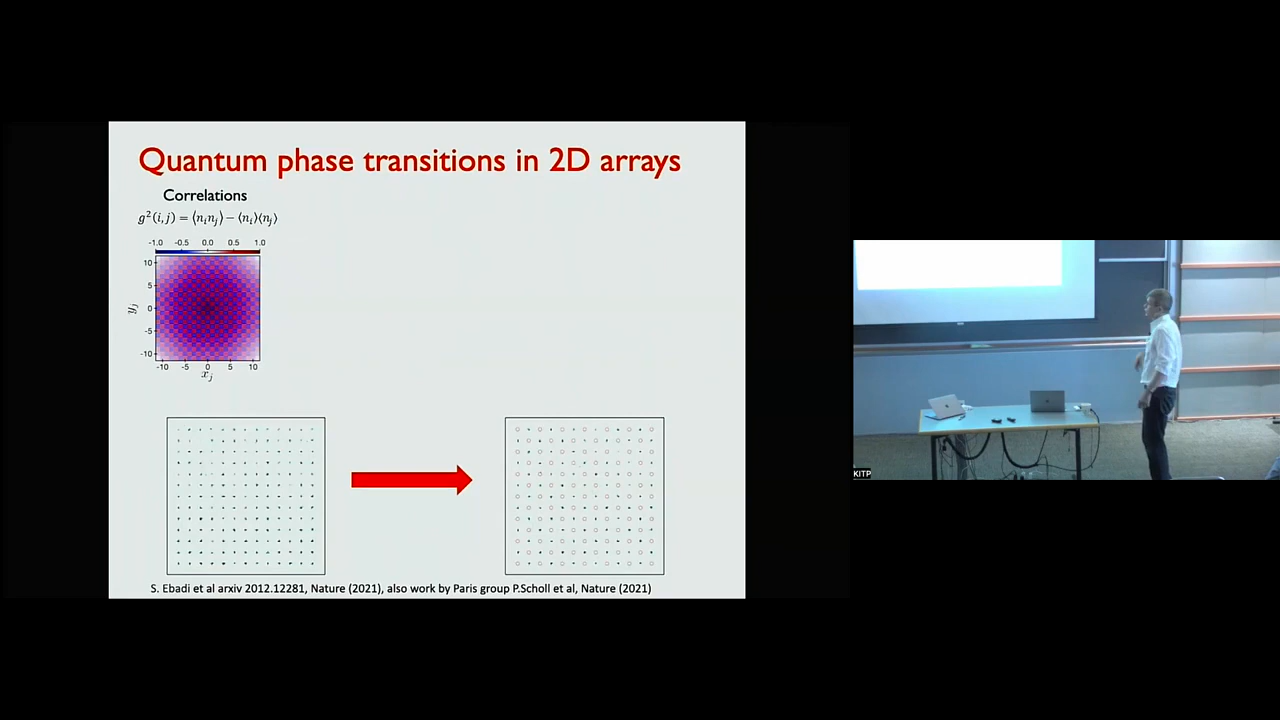 Quantum phase transitions in 2D arrays
Correlations
g²(i,j) = ⟨nᵢnⱼ⟩ − ⟨nᵢ⟩⟨nⱼ⟩
-1.0 -0.5 0.0 0.5 1.0
10
5
0
-5
-10
yⱼ
-10 -5 0 5 10
xⱼ
S. Ebadi et al arxiv 2012.12281, Nature (2021), also work by Paris group P.Scholl et al, Nature (2021)
KITP